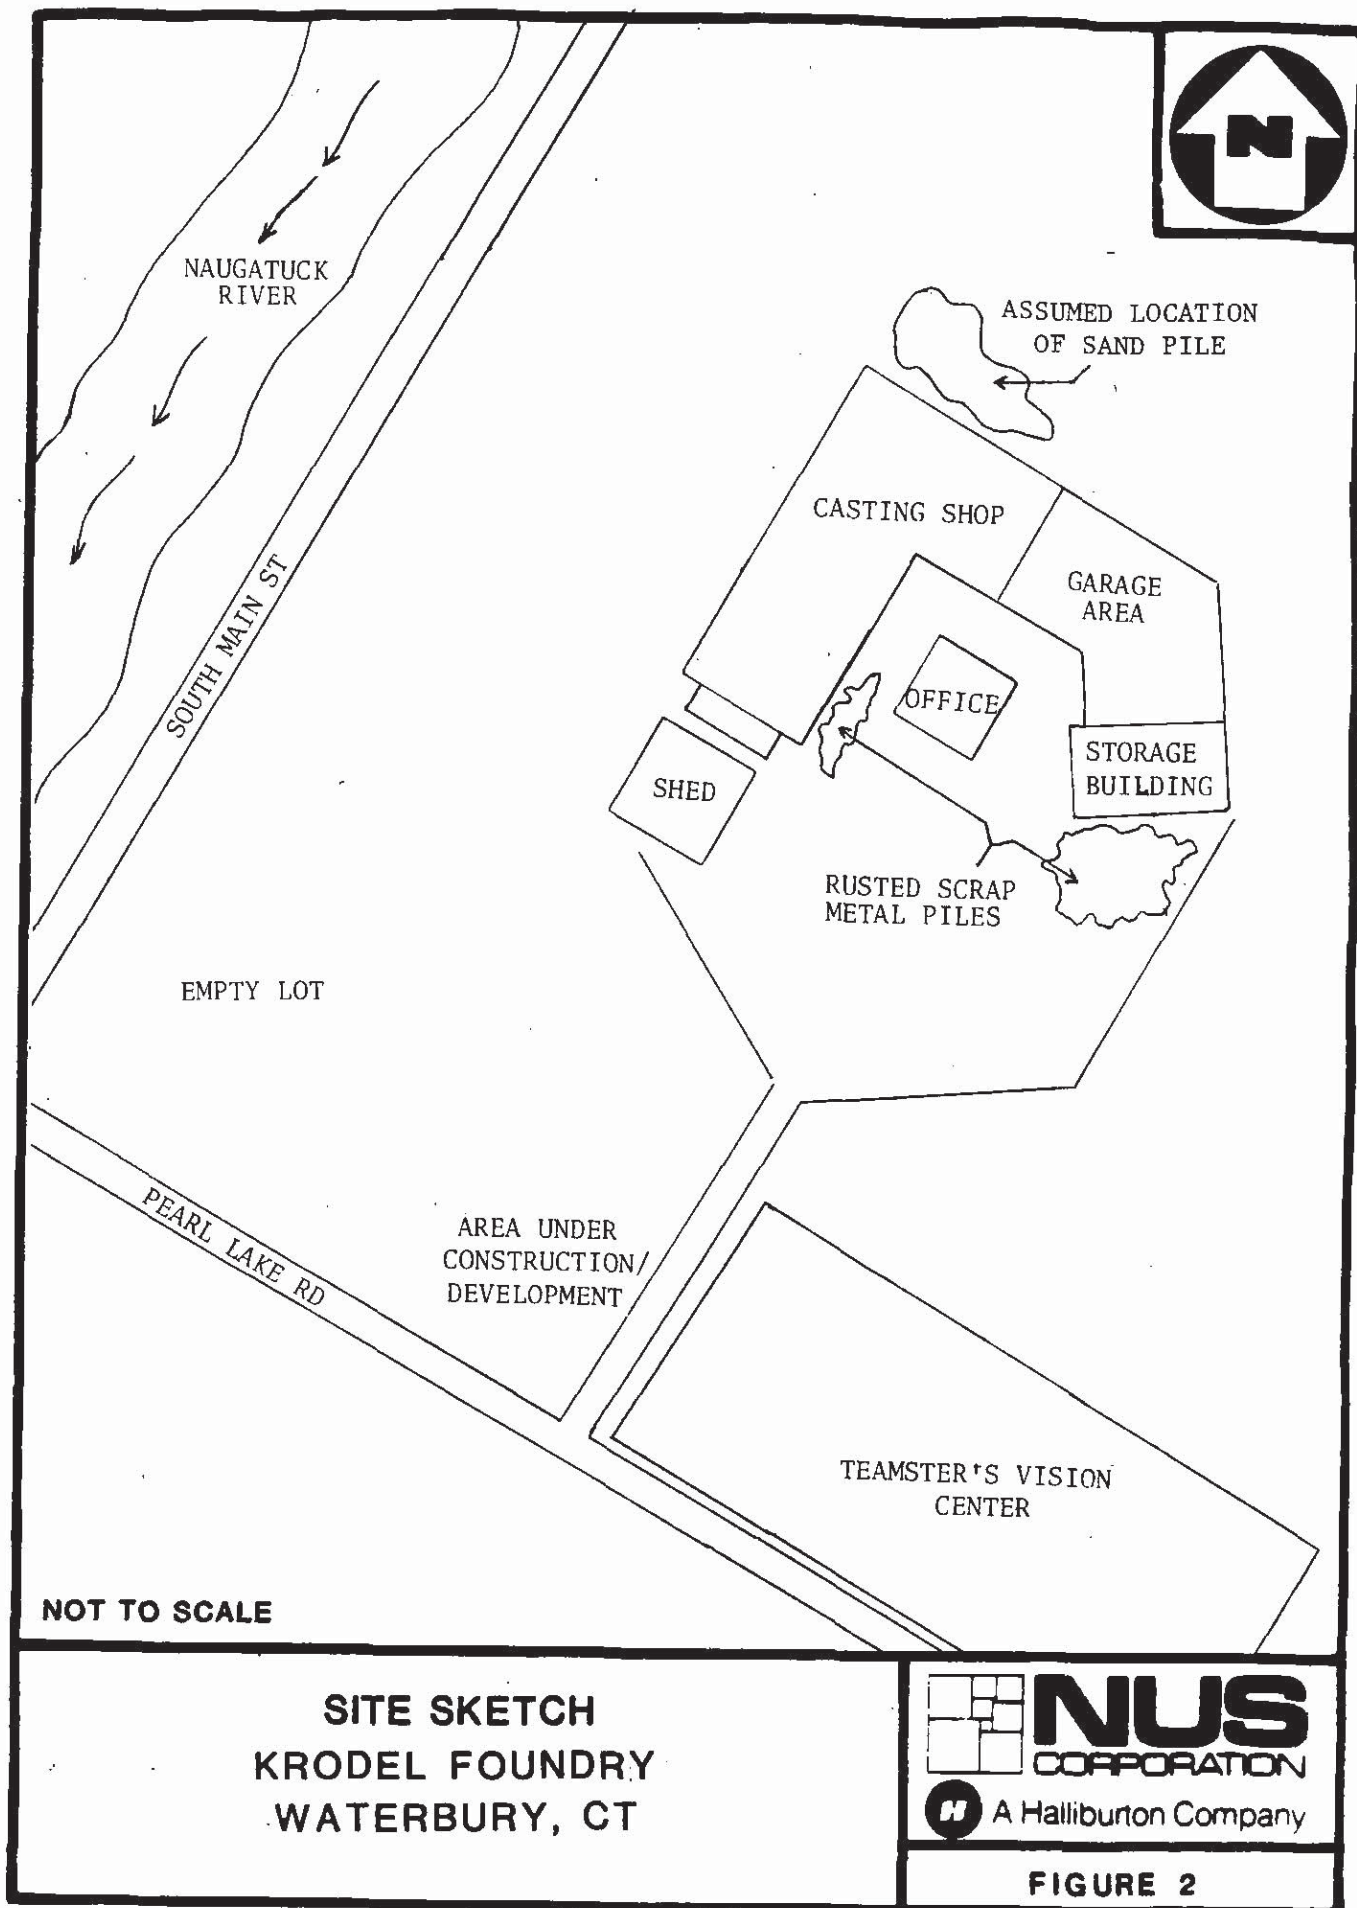 N
NAUGATUCK
RIVER
ASSUMED LOCATION
OF SAND PILE
CASTING SHOP
GARAGE
AREA
SOUTH MAIN ST
OFFICE
STORAGE
BUILDING
SHED
RUSTED SCRAP
METAL PILES
EMPTY LOT
PEARL LAKE RD
AREA UNDER
CONSTRUCTION/
DEVELOPMENT
TEAMSTER'S VISION
CENTER
NOT TO SCALE
SITE SKETCH
KRODEL FOUNDRY
WATERBURY, CT
NUS
CORPORATION
H A Halliburton Company
FIGURE 2